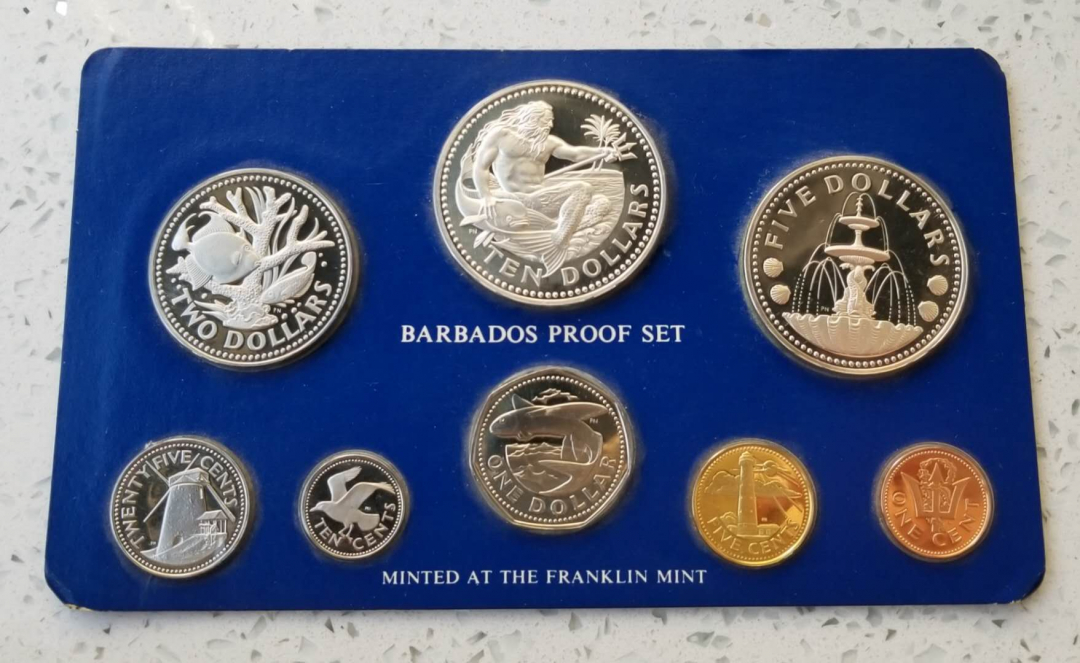 TEN DOLLARS
TWO DOLLARS
FIVE DOLLARS
BARBADOS PROOF SET
TWENTY FIVE CENTS
TEN CENTS
ONE DOLLAR
FIVE CENTS
ONE CENT
MINTED AT THE FRANKLIN MINT